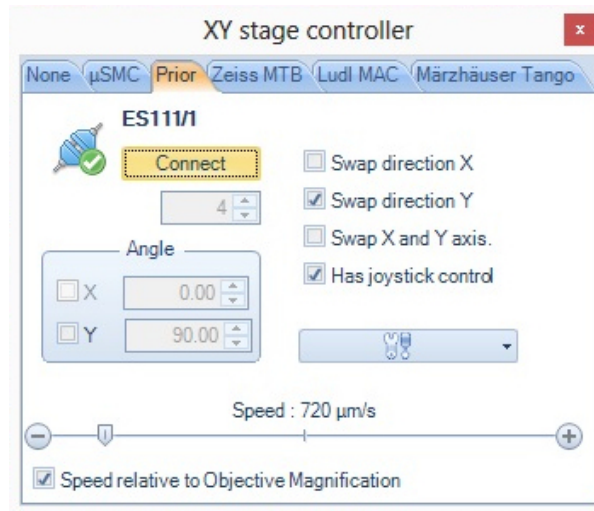 XY stage controller
x
None µSMC Prior Zeiss MTB Ludl MAC Märzhäuser Tango
ES111/1
Connect
Swap direction X
4
Swap direction Y
Swap X and Y axis.
Angle
Has joystick control
X 0.00
Y 90.00
Speed : 720 µm/s
Speed relative to Objective Magnification